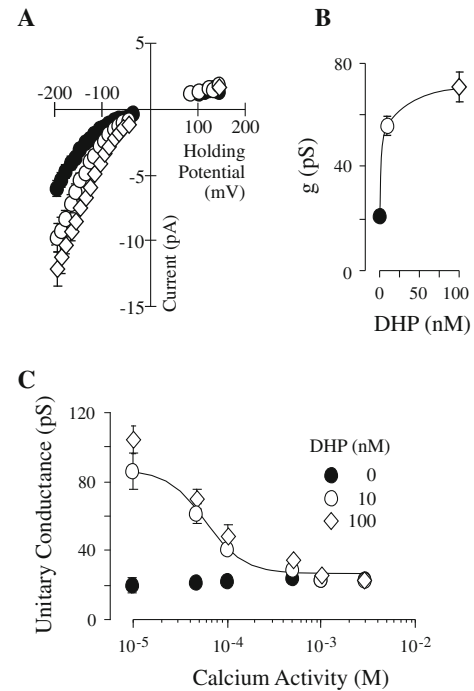 A
5
-200
-100
100
200
Holding
Potential
(mV)
-5
-10
-15
Current (pA)
B
80
60
40
20
0
g (pS)
0
50
100
DHP (nM)
C
120
80
40
0
Unitary Conductance (pS)
DHP (nM)
0
10
100
10-5
10-4
10-3
10-2
Calcium Activity (M)